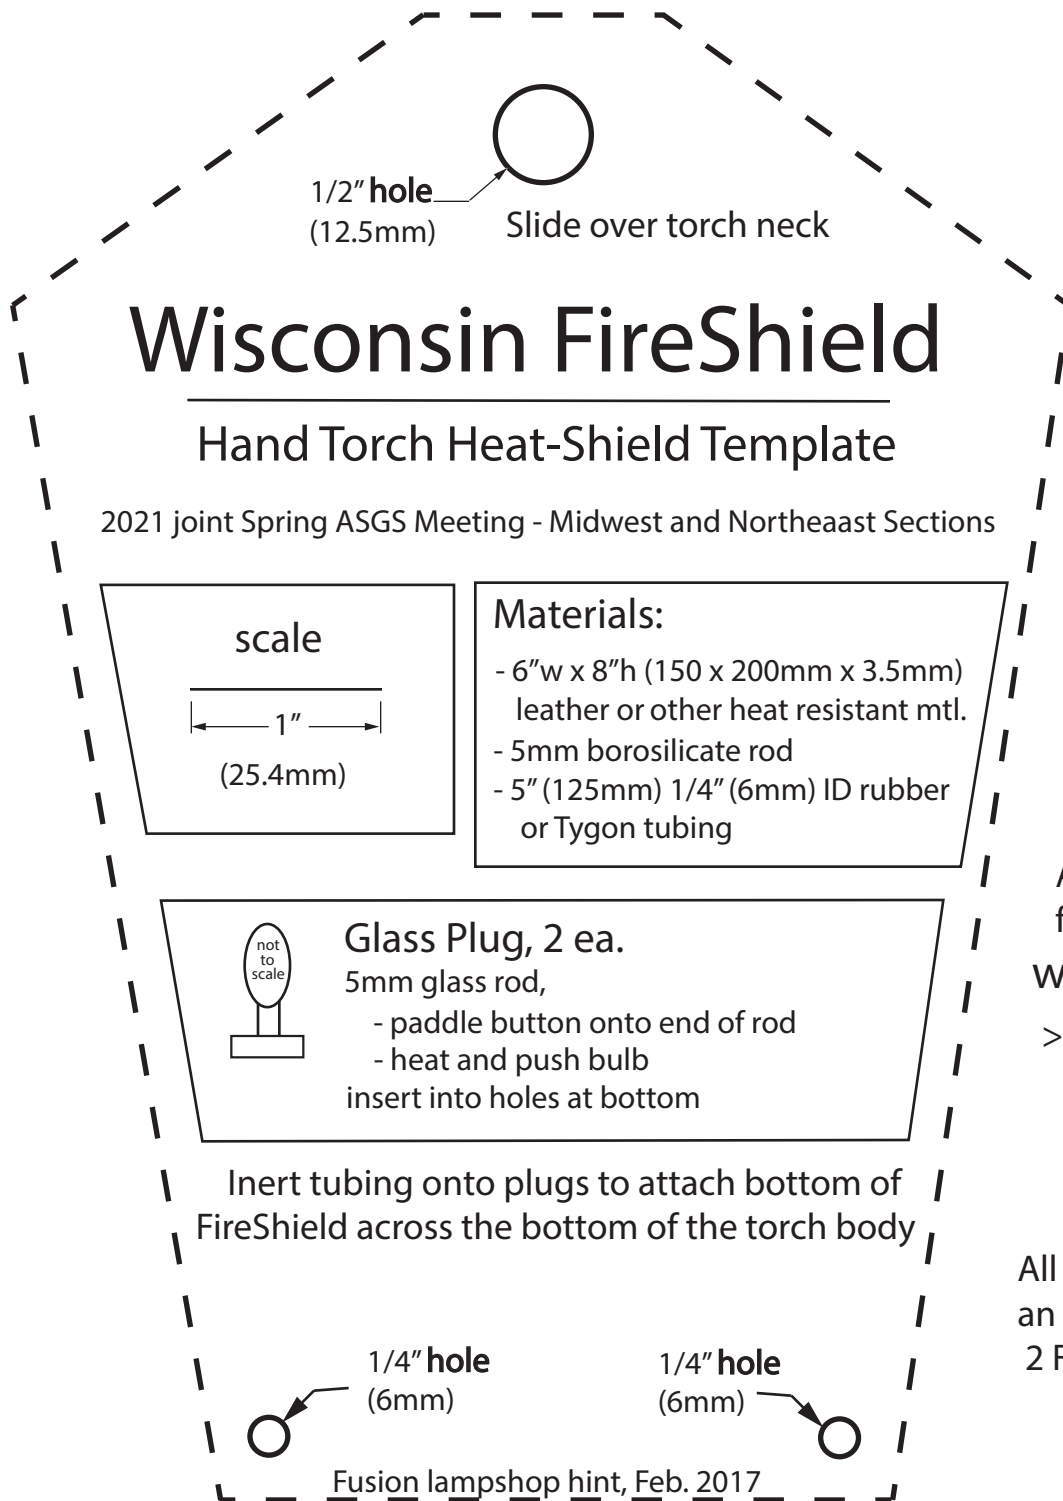 1/2" hole
(12.5mm)
Slide over torch neck
Wisconsin FireShield
Hand Torch Heat-Shield Template
2021 joint Spring ASGS Meeting - Midwest and Northeaast Sections
scale
1"
(25.4mm)
Materials:
- 6"w x 8"h (150 x 200mm x 3.5mm)
leather or other heat resistant mtl.
- 5mm borosilicate rod
- 5" (125mm) 1/4" (6mm) ID rubber
or Tygon tubing
not
to
scale
Glass Plug, 2 ea.
5mm glass rod,
- paddle button onto end of rod
- heat and push bulb
insert into holes at bottom
Inert tubing onto plugs to attach bottom of
FireShield across the bottom of the torch body
1/4" hole
(6mm)
1/4" hole
(6mm)
Fusion lampshop hint, Feb. 2017
>
All
an
2